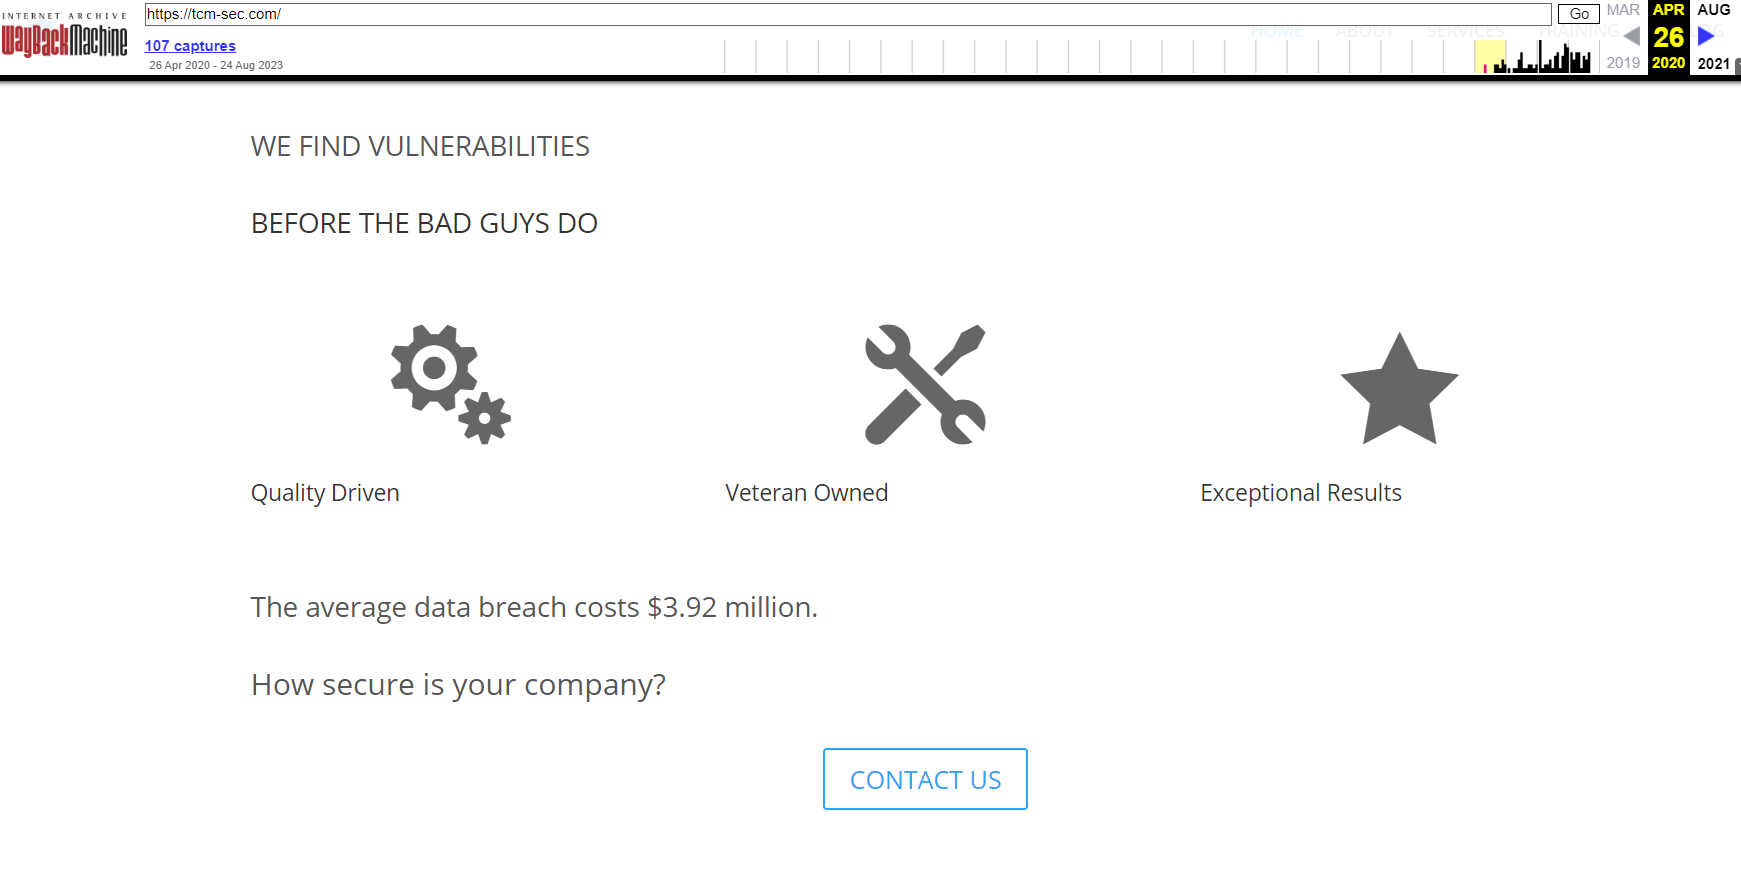 INTERNET ARCHIVE
WayBackMachine
https://tcm-sec.com/
Go
107 captures
26 Apr 2020 - 24 Aug 2023
MAR
APR
AUG
26
2019
2020
2021
HOME
ABOUT
SERVICES
TRAINING
WE FIND VULNERABILITIES
BEFORE THE BAD GUYS DO
Quality Driven
Veteran Owned
Exceptional Results
The average data breach costs $3.92 million.
How secure is your company?
CONTACT US